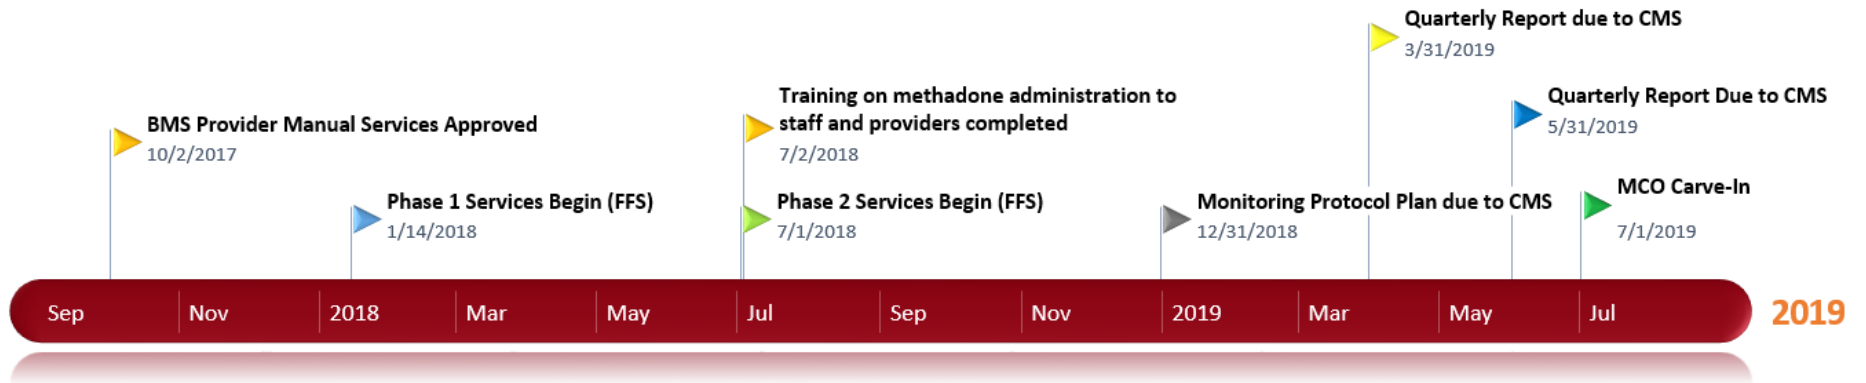 Quarterly Report due to CMS
3/31/2019
Training on methadone administration to
staff and providers completed
7/2/2018
Quarterly Report Due to CMS
5/31/2019
BMS Provider Manual Services Approved
10/2/2017
Phase 1 Services Begin (FFS)
1/14/2018
Phase 2 Services Begin (FFS)
7/1/2018
Monitoring Protocol Plan due to CMS
12/31/2018
MCO Carve-In
7/1/2019
Sep Nov 2018 Mar May Jul Sep Nov 2019 Mar May Jul 2019